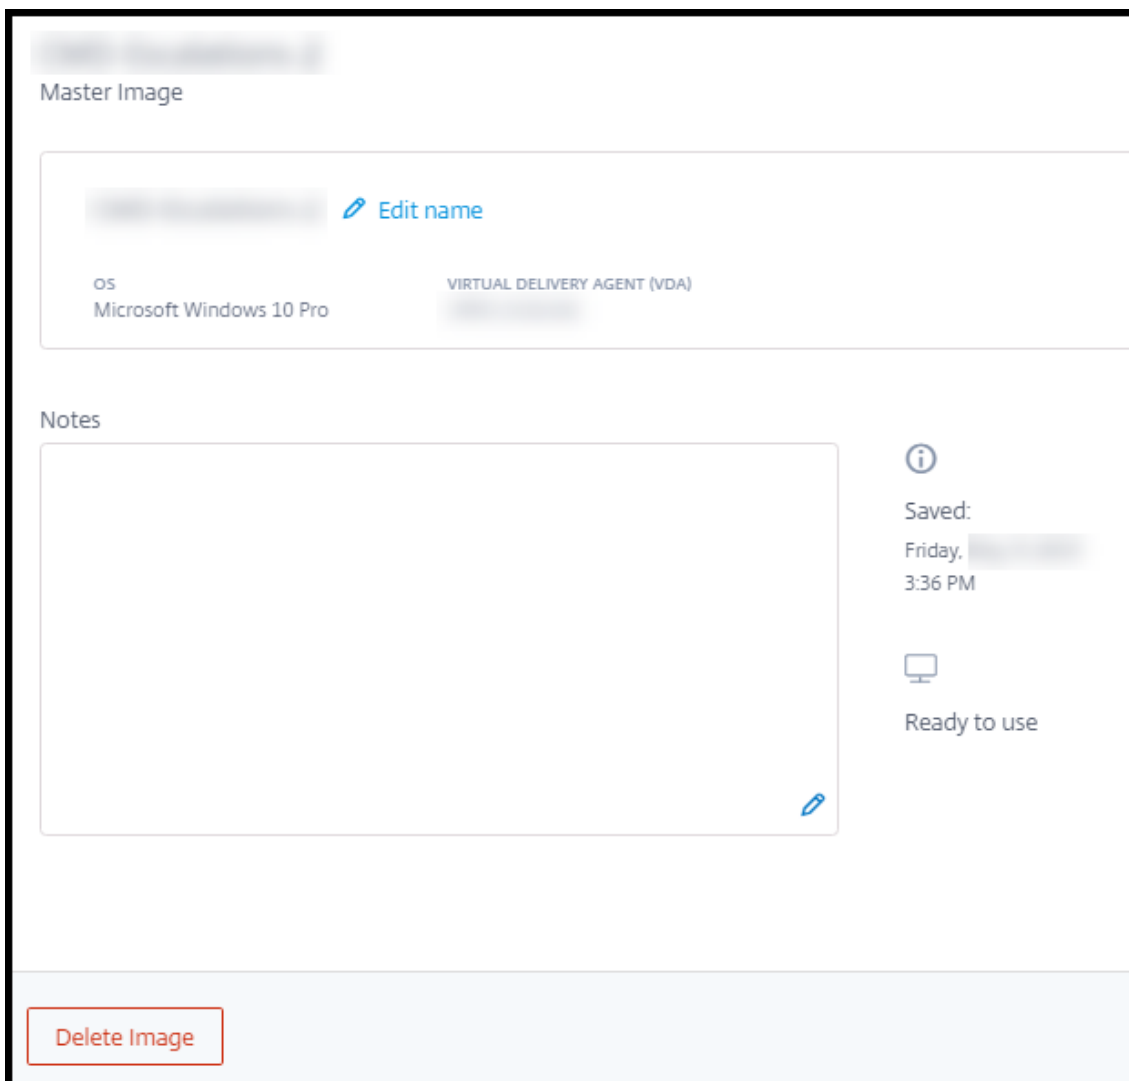 Master Image
Edit name
OS
VIRTUAL DELIVERY AGENT (VDA)
Microsoft Windows 10 Pro
Notes
Saved:
Friday,
3:36 PM
Ready to use
Delete Image